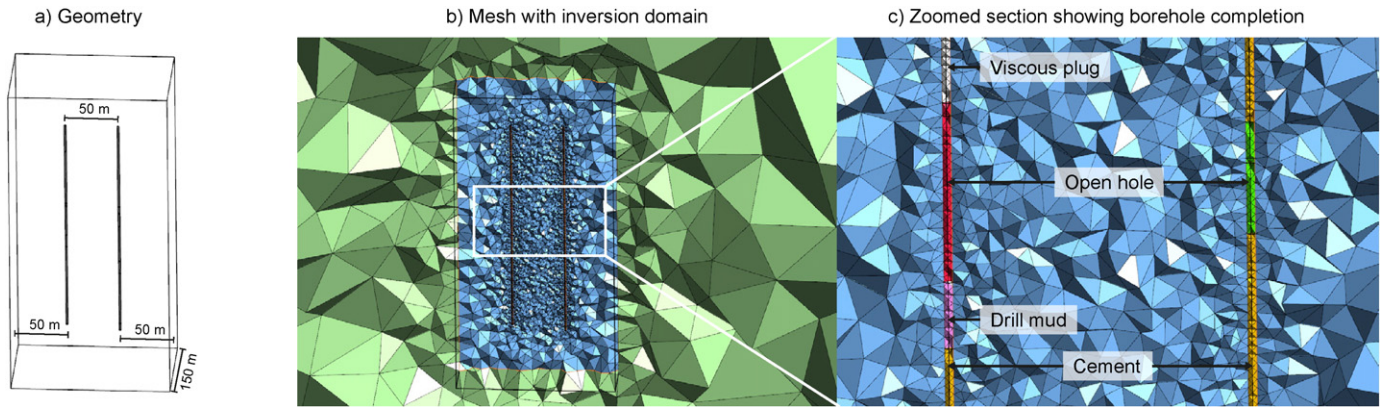 a) Geometry
b) Mesh with inversion domain
c) Zoomed section showing borehole completion
50 m
50 m
50 m
150 m
Viscous plug
Open hole
Drill mud
Cement